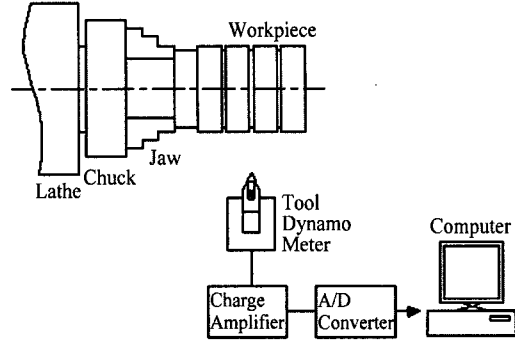 Workpiece
Jaw
Chuck
Lathe
Tool
Dynamo
Meter
Computer
Charge
Amplifier
A/D
Converter